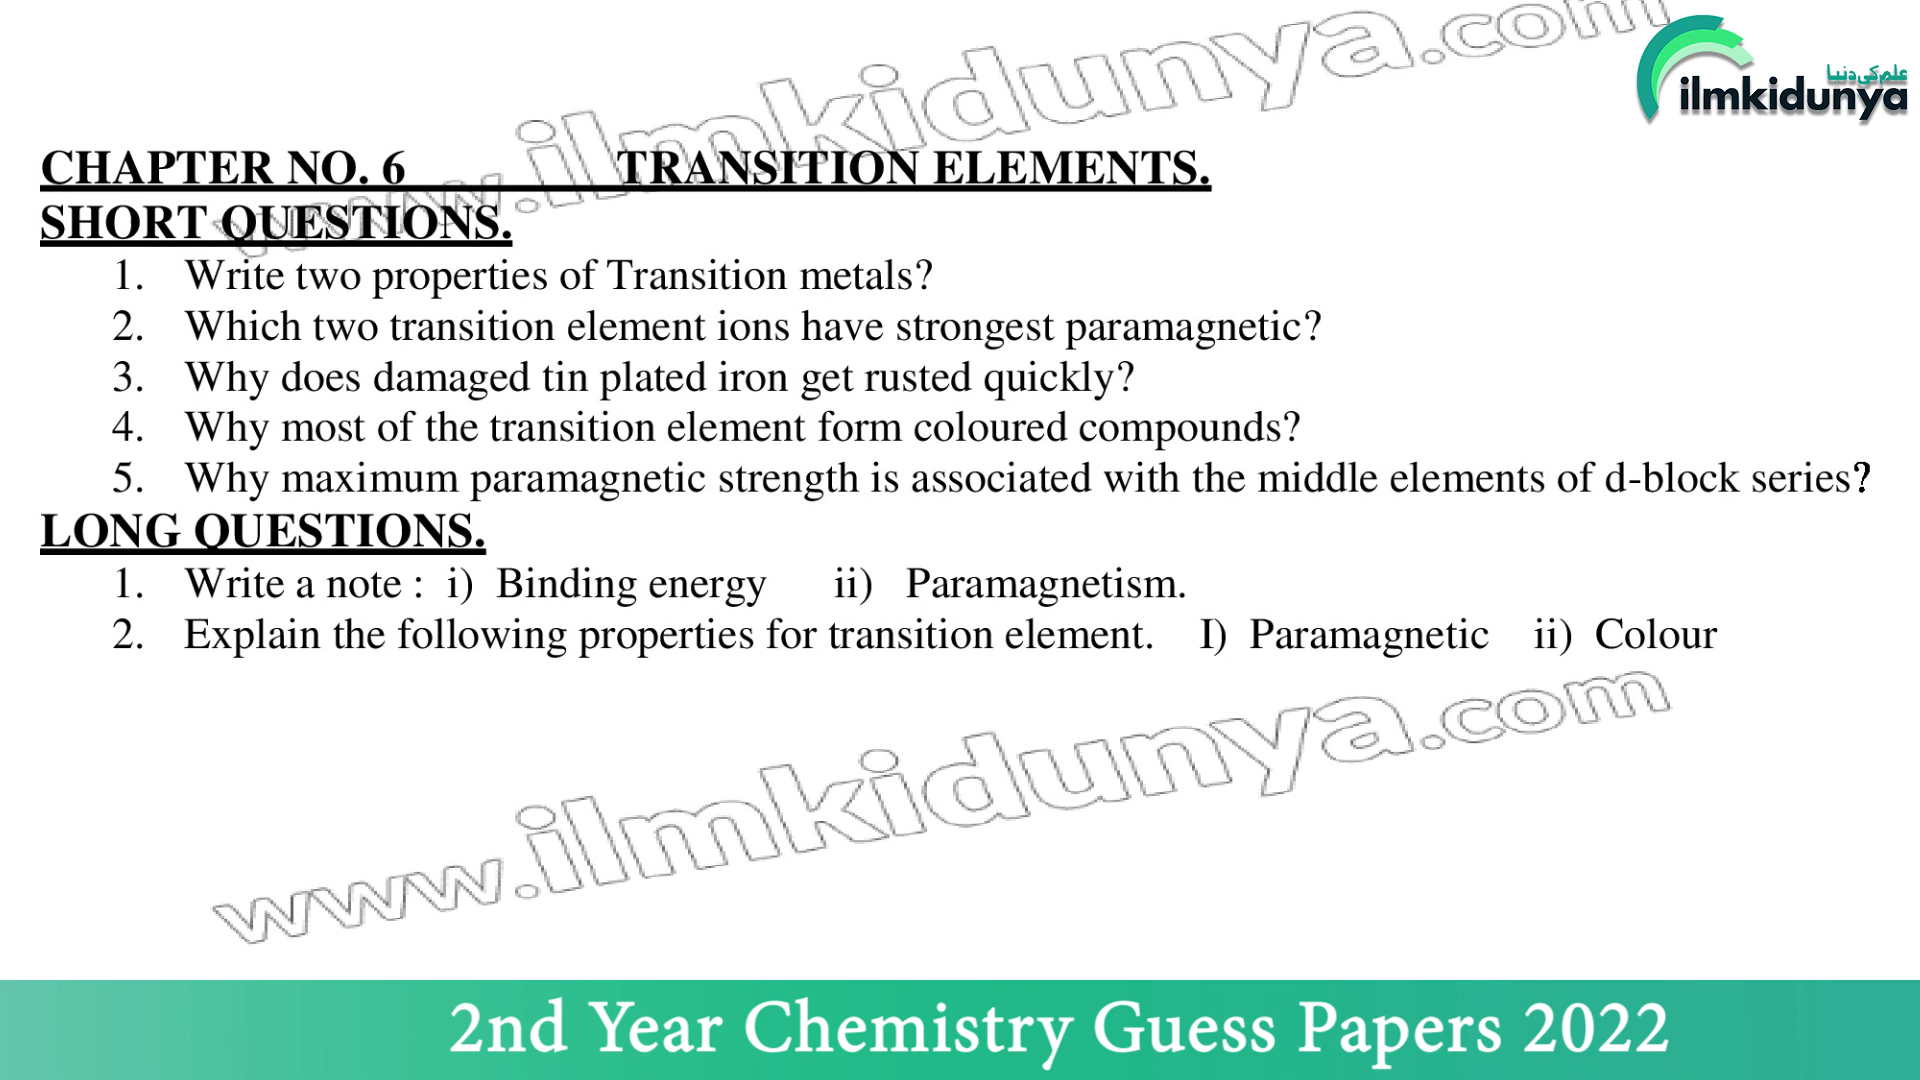 www.ilmkidunya.com
علم کی دنیا
ilmkidunya
CHAPTER NO. 6 TRANSITION ELEMENTS.
SHORT QUESTIONS.
1. Write two properties of Transition metals?
2. Which two transition element ions have strongest paramagnetic?
3. Why does damaged tin plated iron get rusted quickly?
4. Why most of the transition element form coloured compounds?
5. Why maximum paramagnetic strength is associated with the middle elements of d-block series?
LONG QUESTIONS.
1. Write a note : i) Binding energy ii) Paramagnetism.
2. Explain the following properties for transition element. I) Paramagnetic ii) Colour
www.ilmkidunya.com
2nd Year Chemistry Guess Papers 2022